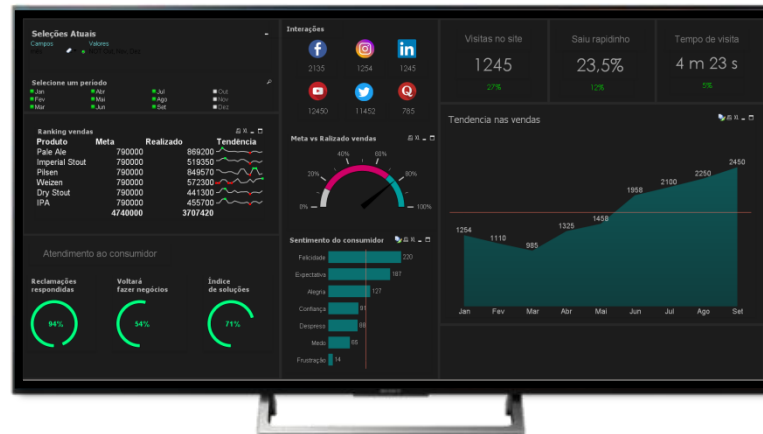 Seleções Atuais
Campos Valores
Selecione um período
Jan Abr Jul Out
Fev Mai Ago Nov
Mar Jun Set Dez
Ranking vendas
Produto Meta Realizado Tendência
Pale Ale 790000 869200
Imperial Stout 790000 519350
Pilsen 790000 849570
Weizen 790000 572300
Dry Stout 790000 441300
IPA 790000 455700
4740000 3707420
Atendimento ao consumidor
Reclamações respondidas
Voltará fazer negócios
Índice de soluções
94% 54% 71%
Interações
2135 1254 1245
12450 11452 785
Meta vs Ralizado vendas
0% 20% 40% 60% 80% 100%
Sentimento do consumidor
Felicidade 220
Expectativa 187
Alegria 127
Confiança
Despress
Medo 65
Frustração 14
Visitas no site
1245
27%
Saiu rapidinho
23,5%
12%
Tempo de visita
4 m 23 s
5%
Tendencia nas vendas
1254 1110 985 1325 1458 1958 2100 2250 2450
Jan Fev Mar Abr Mai Jun Jul Ago Set
SONY